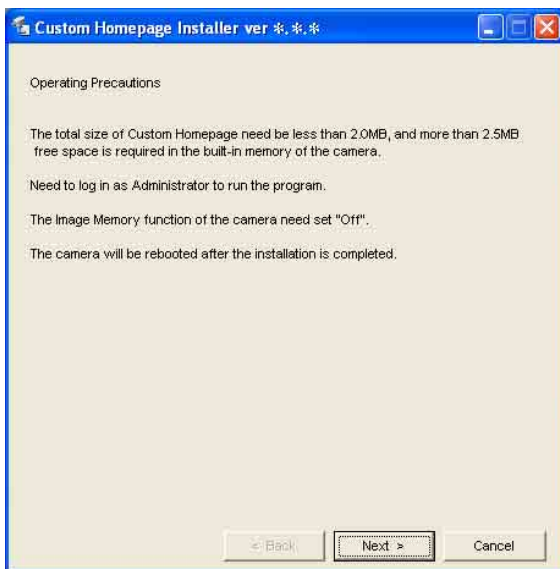 Custom Homepage Installer ver *.*.*
Operating Precautions
The total size of Custom Homepage need be less than 2.0MB, and more than 2.5MB
free space is required in the built-in memory of the camera.
Need to log in as Administrator to run the program.
The Image Memory function of the camera need set "Off".
The camera will be rebooted after the installation is completed.
< Back
Next >
Cancel